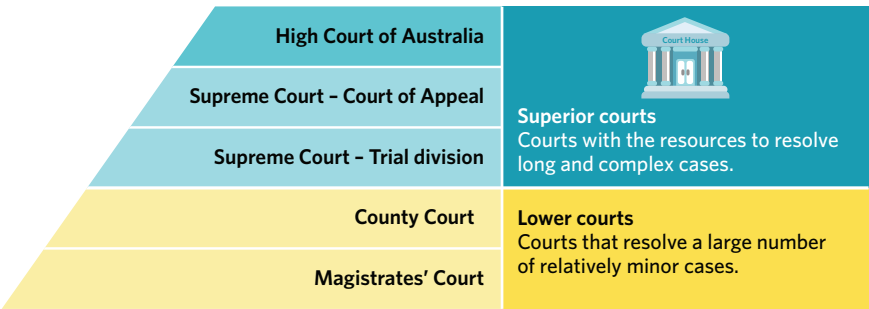 High Court of Australia
Supreme Court – Court of Appeal
Supreme Court – Trial division
County Court
Magistrates' Court
Court House
Superior courts
Courts with the resources to resolve
long and complex cases.
Lower courts
Courts that resolve a large number
of relatively minor cases.